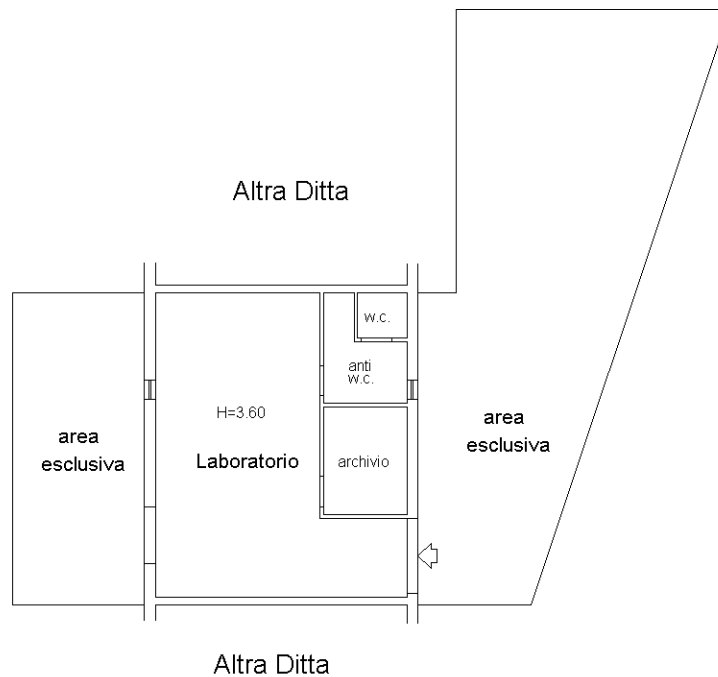 Altra Ditta
w.c.
anti
w.c.
H=3.60
area
esclusiva
area
esclusiva
Laboratorio
archivio
Altra Ditta